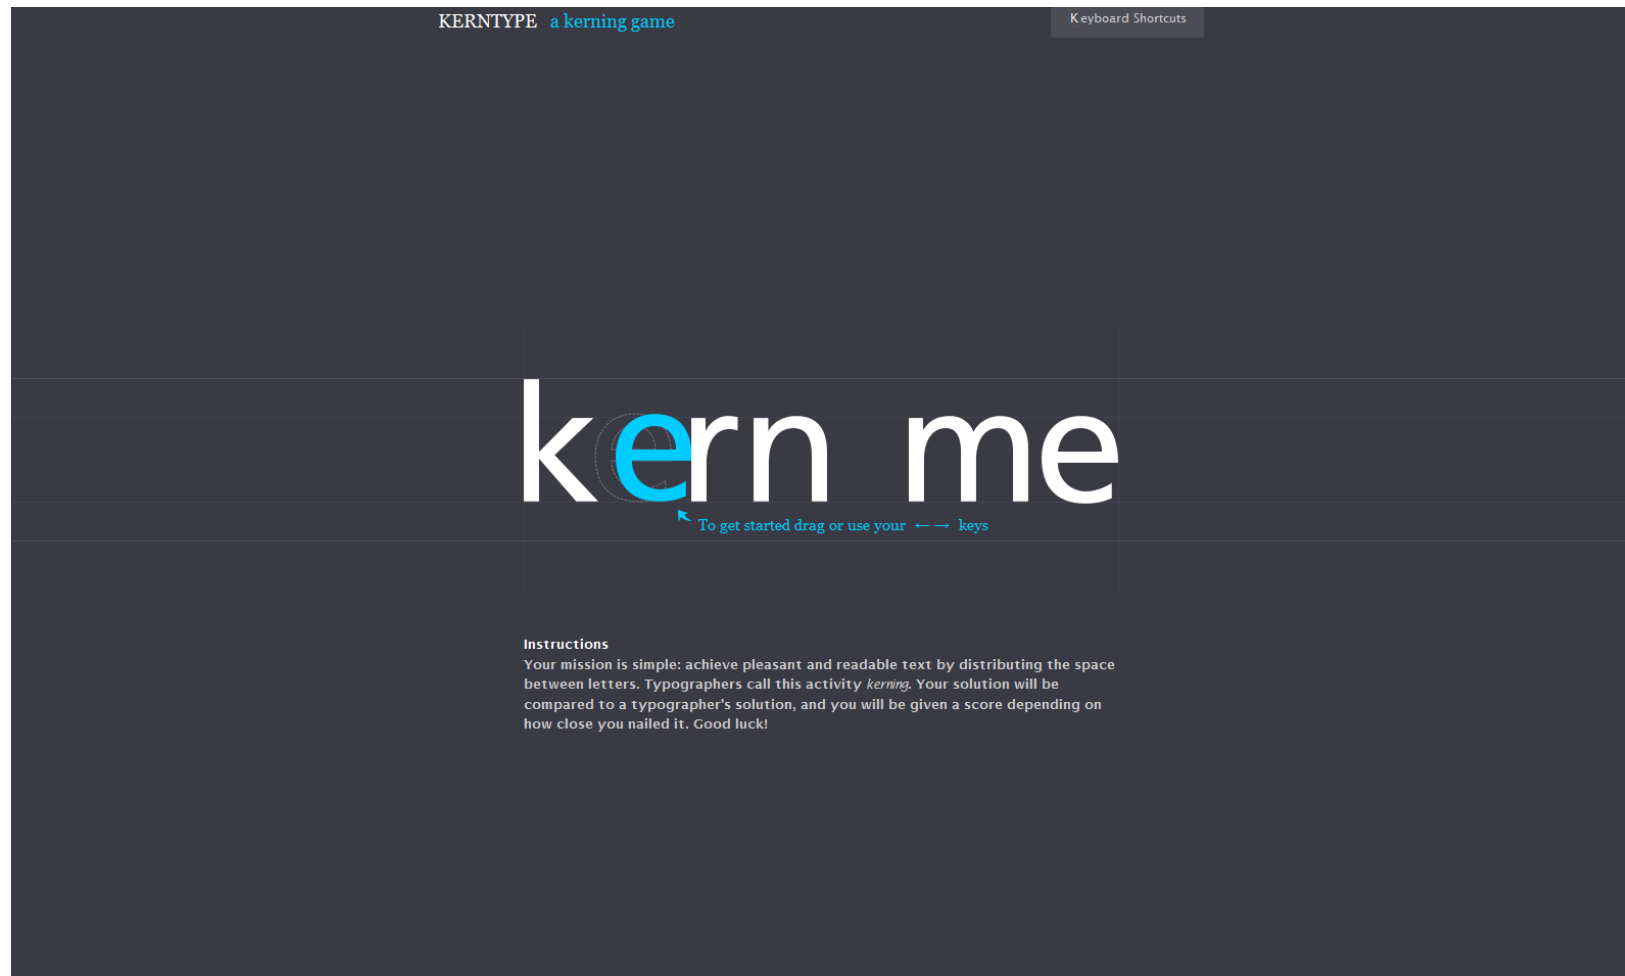 KERNTYPE a kerning game
Keyboard Shortcuts
kern me
To get started drag or use your ←→ keys
Instructions
Your mission is simple: achieve pleasant and readable text by distributing the space
between letters. Typographers call this activity kerning. Your solution will be
compared to a typographer's solution, and you will be given a score depending on
how close you nailed it. Good luck!